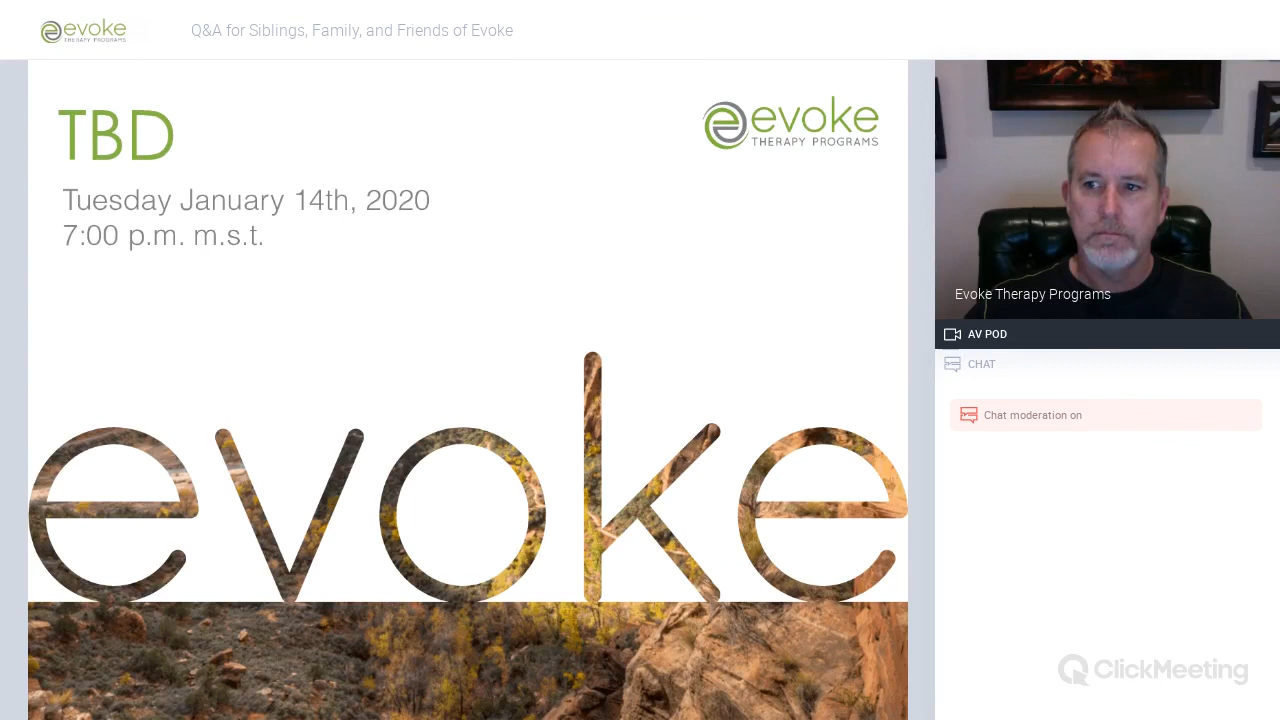 evoke
THERAPY PROGRAMS
Q&A for Siblings, Family, and Friends of Evoke
TBD
evoke
THERAPY PROGRAMS
Tuesday January 14th, 2020
7:00 p.m. m.s.t.
evoke
Evoke Therapy Programs
AV POD
CHAT
Chat moderation on
ClickMeeting